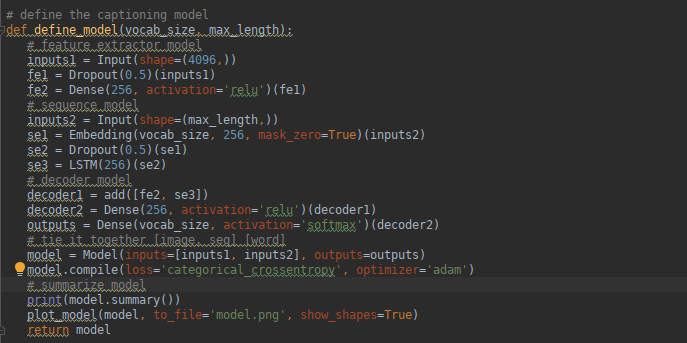 # define the captioning model
def define_model(vocab_size, max_length):
    # feature extractor model
    inputs1 = Input(shape=(4096,))
    fe1 = Dropout(0.5)(inputs1)
    fe2 = Dense(256, activation='relu')(fe1)
    # sequence model
    inputs2 = Input(shape=(max_length,))
    se1 = Embedding(vocab_size, 256, mask_zero=True)(inputs2)
    se2 = Dropout(0.5)(se1)
    se3 = LSTM(256)(se2)
    # decoder model
    decoder1 = add([fe2, se3])
    decoder2 = Dense(256, activation='relu')(decoder1)
    outputs = Dense(vocab_size, activation='softmax')(decoder2)
    # tie it together [image, seq] [word]
    model = Model(inputs=[inputs1, inputs2], outputs=outputs)
    model.compile(loss='categorical_crossentropy', optimizer='adam')
    # summarize model
    print(model.summary())
    plot_model(model, to_file='model.png', show_shapes=True)
    return model